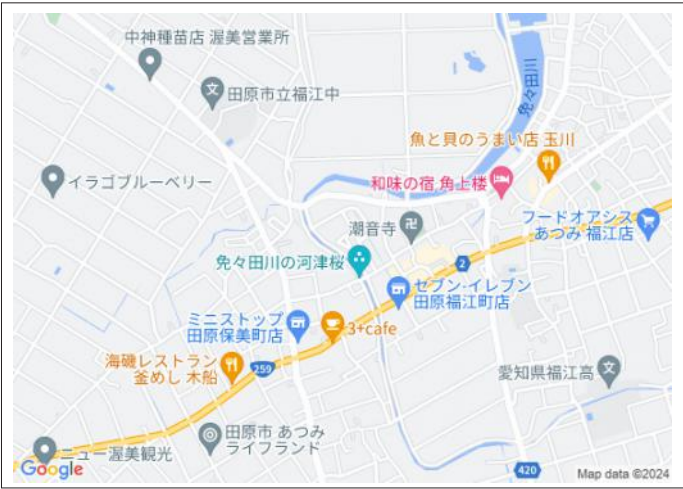 中神種苗店 渥美営業所
田原市立福江中
免々田川
魚と貝のうまい店 玉川
イラゴブルーベリー
和味の宿 角上楼
潮音寺
フードオアシス
あつみ 福江店
免々田川の河津桜
2
セブン-イレブン
田原福江町店
ミニストップ
田原保美町店
3+cafe
海磯レストラン
釜めし 木船
259
愛知県福江高
田原市 あつみ
ライフランド
ニュー渥美観光
Google
420
Map data ©2024